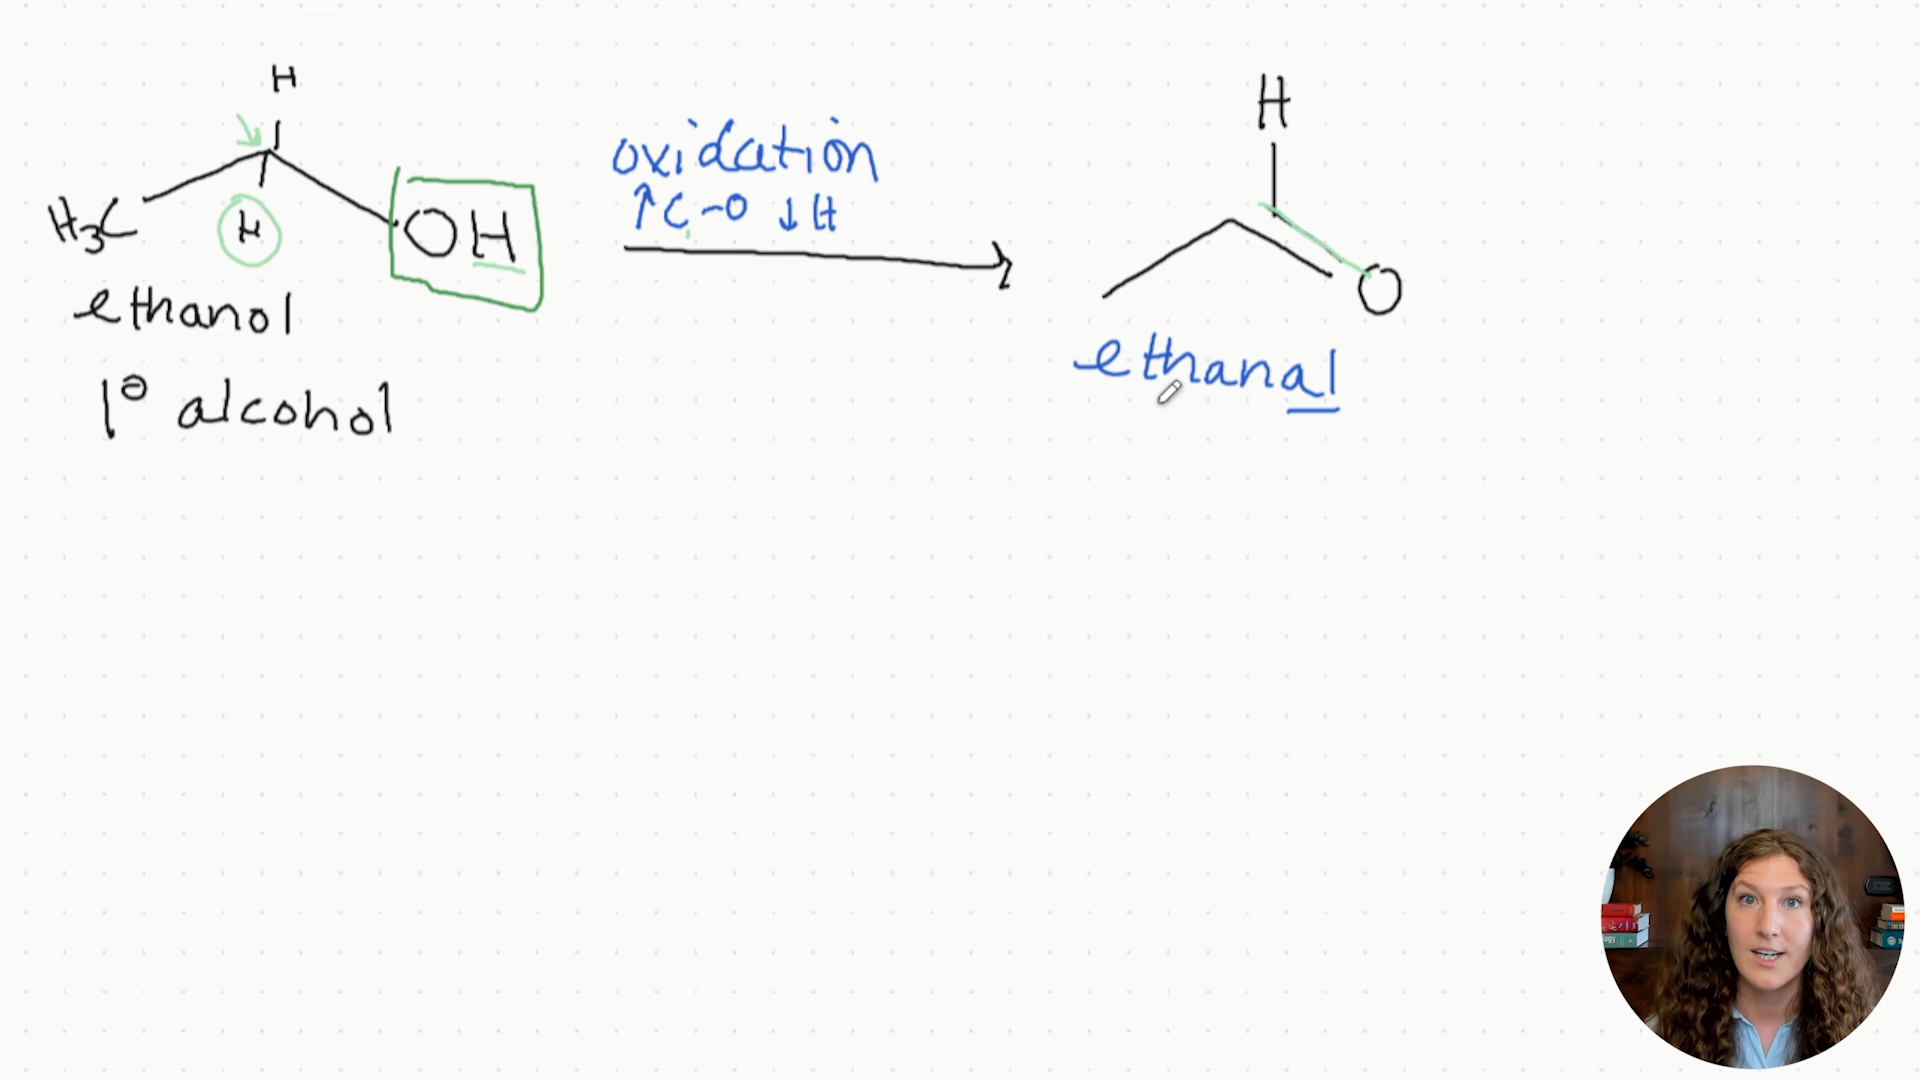 H
H₃C
H
OH
ethanol
1° alcohol
oxidation
↑C-O ↓H
H
O
ethanal